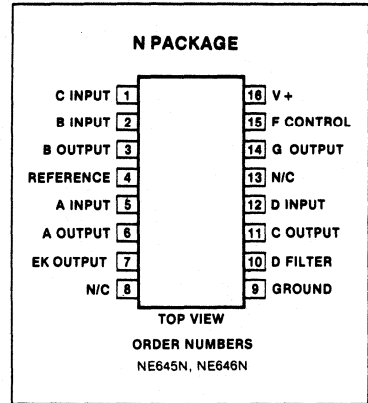 N PACKAGE
C INPUT 1 16 V+
B INPUT 2 15 F CONTROL
B OUTPUT 3 14 G OUTPUT
REFERENCE 4 13 N/C
A INPUT 5 12 D INPUT
A OUTPUT 6 11 C OUTPUT
EK OUTPUT 7 10 D FILTER
N/C 8 9 GROUND
TOP VIEW
ORDER NUMBERS
NE645N, NE646N